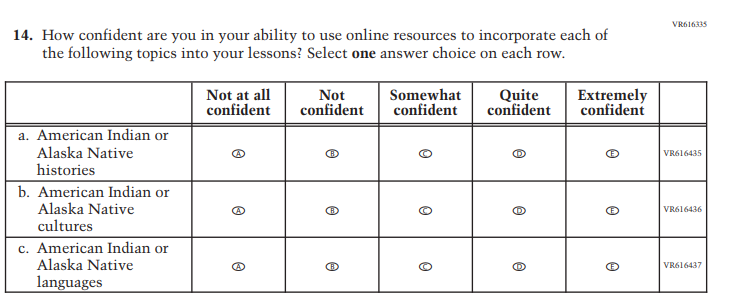 VR616335
14. How confident are you in your ability to use online resources to incorporate each of
the following topics into your lessons? Select one answer choice on each row.
Not at all confident Not confident Somewhat confident Quite confident Extremely confident
a. American Indian or
Alaska Native
histories
A B C D E VR616435
b. American Indian or
Alaska Native
cultures
A B C D E VR616436
c. American Indian or
Alaska Native
languages
A B C D E VR616437